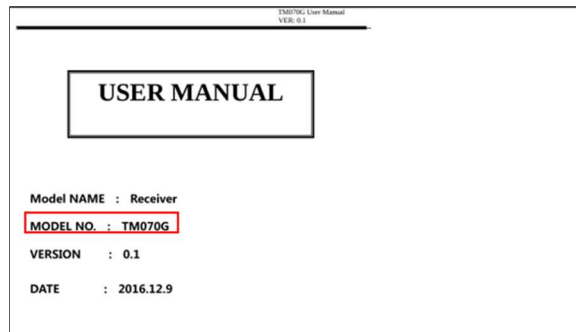 TM070G User Manual
VER: 0.1
USER MANUAL
Model NAME : Receiver
MODEL NO. : TM070G
VERSION : 0.1
DATE : 2016.12.9